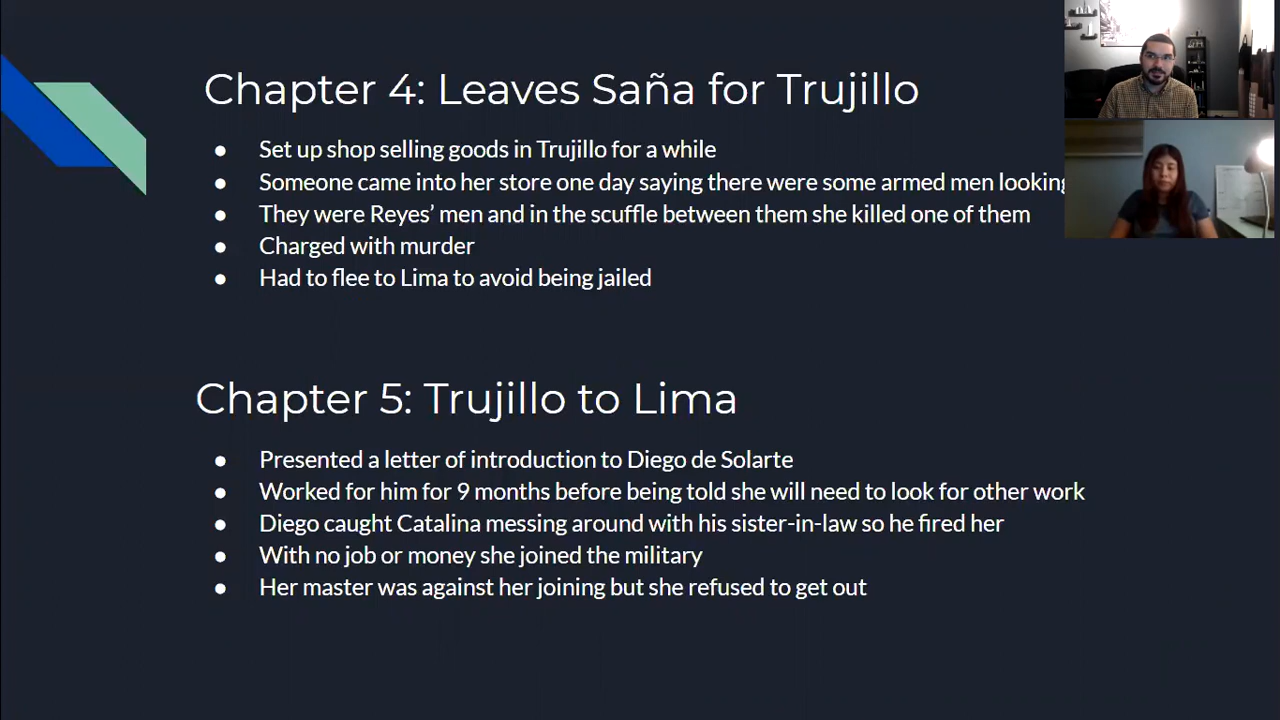 Chapter 4: Leaves Saña for Trujillo
● Set up shop selling goods in Trujillo for a while
● Someone came into her store one day saying there were some armed men looking
● They were Reyes’ men and in the scuffle between them she killed one of them
● Charged with murder
● Had to flee to Lima to avoid being jailed
Chapter 5: Trujillo to Lima
● Presented a letter of introduction to Diego de Solarte
● Worked for him for 9 months before being told she will need to look for other work
● Diego caught Catalina messing around with his sister-in-law so he fired her
● With no job or money she joined the military
● Her master was against her joining but she refused to get out